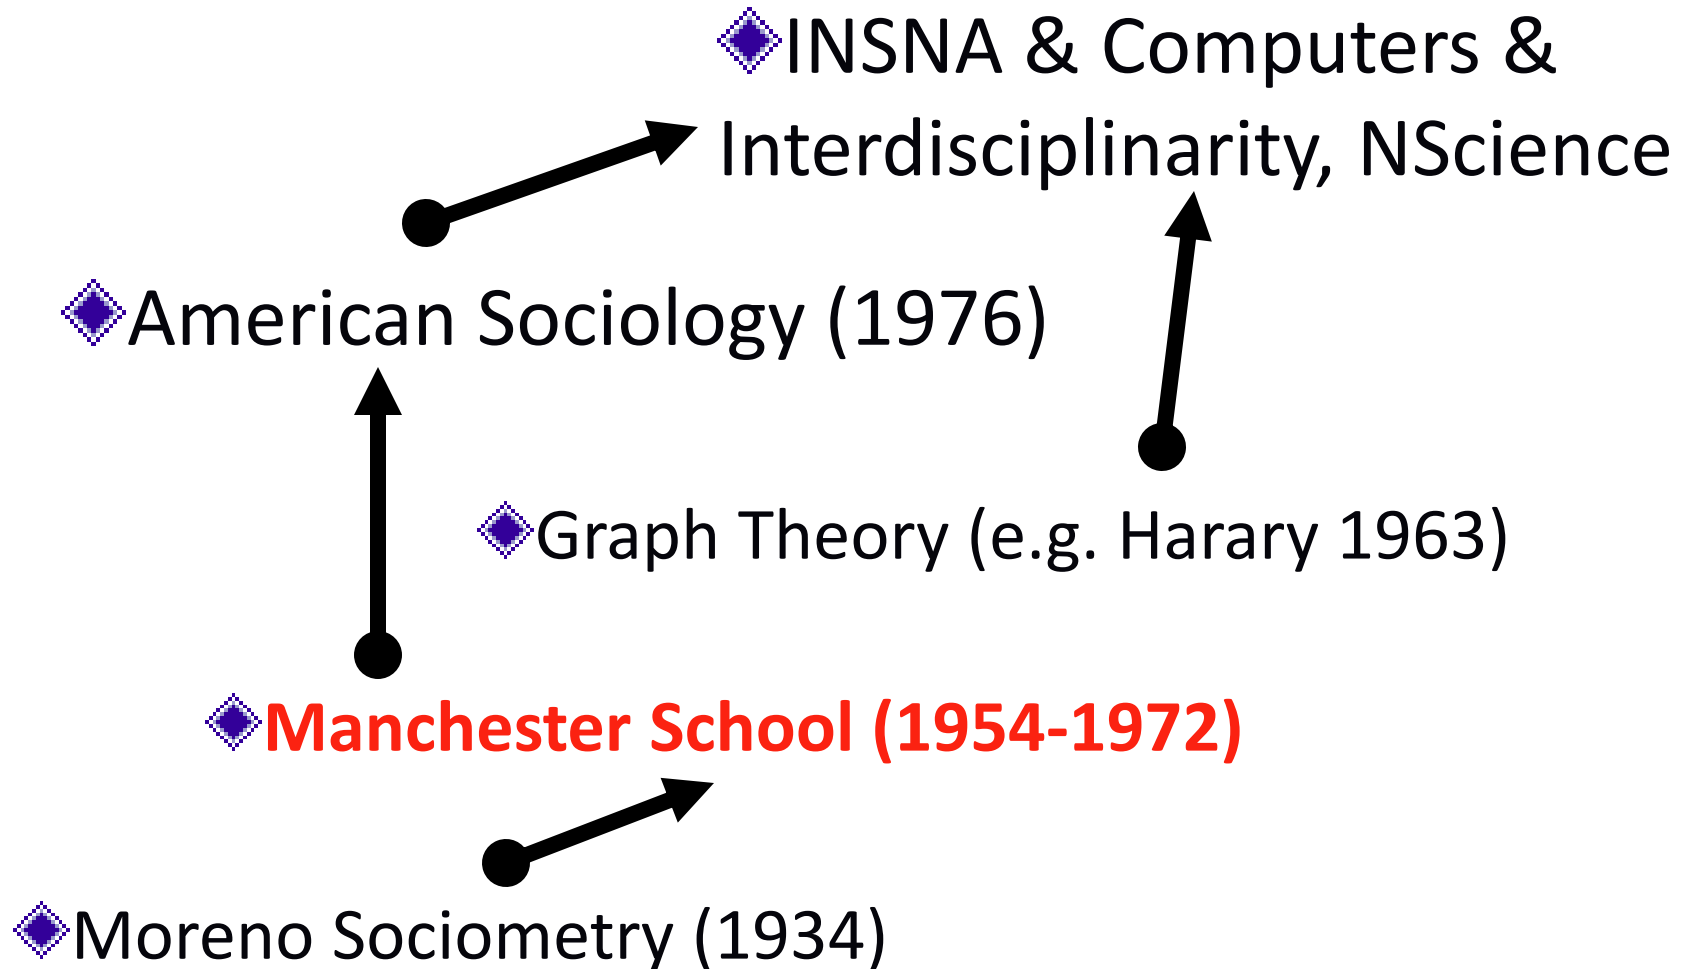 INSNA & Computers &
Interdisciplinarity, NScience
American Sociology (1976)
Graph Theory (e.g. Harary 1963)
Manchester School (1954-1972)
Moreno Sociometry (1934)